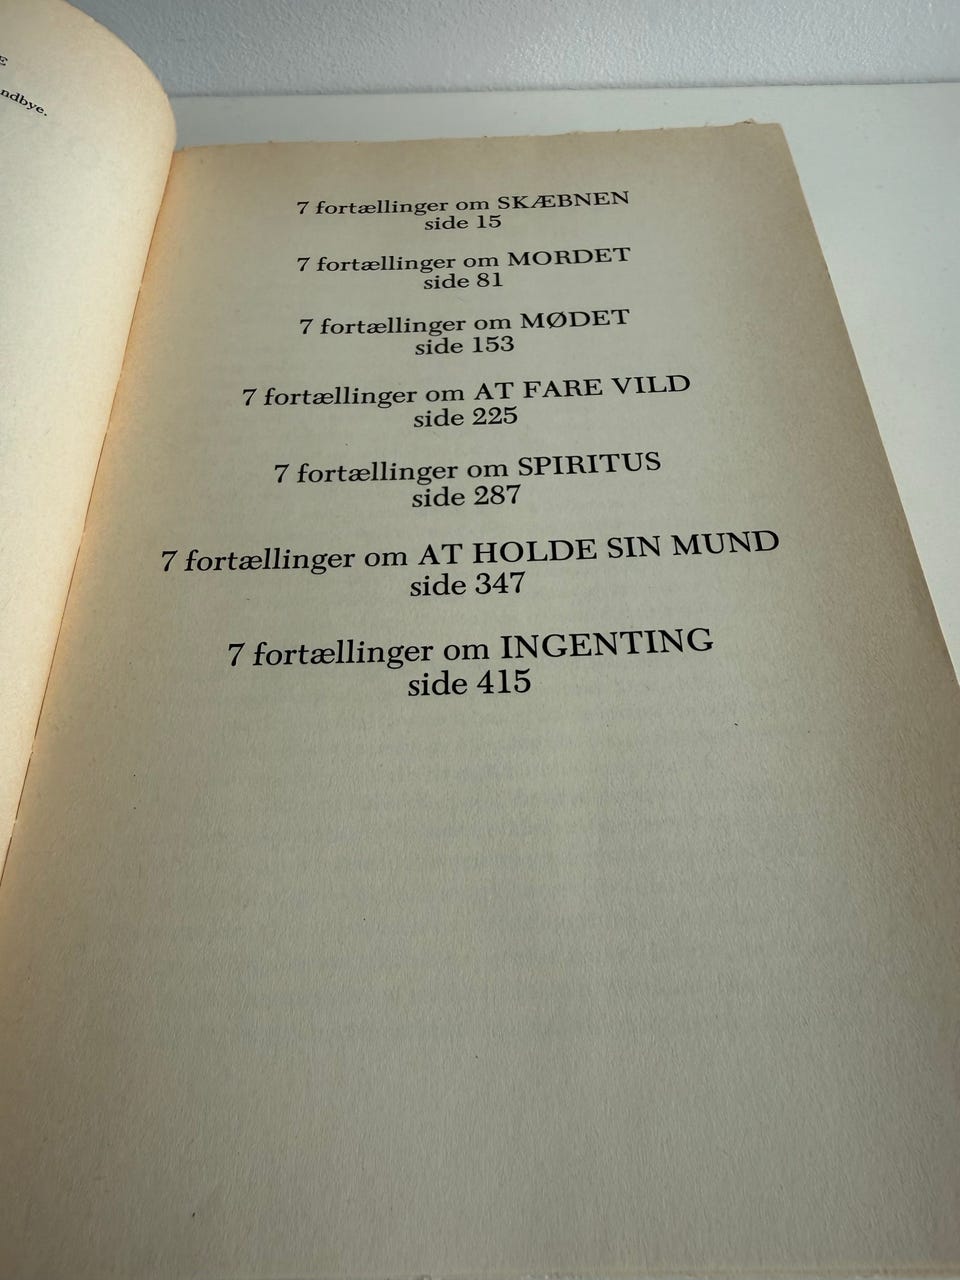 ndbye.
7 fortællinger om SKÆBNEN
side 15
7 fortællinger om MORDET
side 81
7 fortællinger om MØDET
side 153
7 fortællinger om AT FARE VILD
side 225
7 fortællinger om SPIRITUS
side 287
7 fortællinger om AT HOLDE SIN MUND
side 347
7 fortællinger om INGENTING
side 415